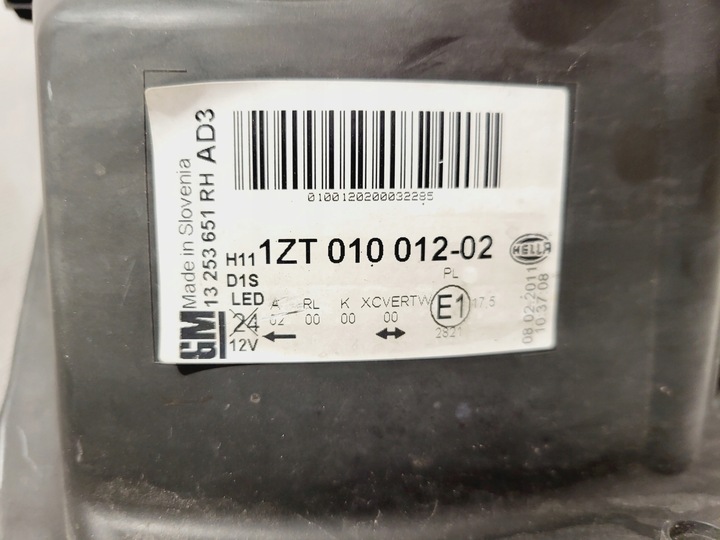 0100120200032285
H11 1ZT 010 012-02
HELLA
D1S
PL
LED A RL K XCVERTW E1 17.5
24 02 00 00 00
12V
2821
GM
Made in Slovenia
13 253 651 RH AD3
08.02.2011
10:37:08